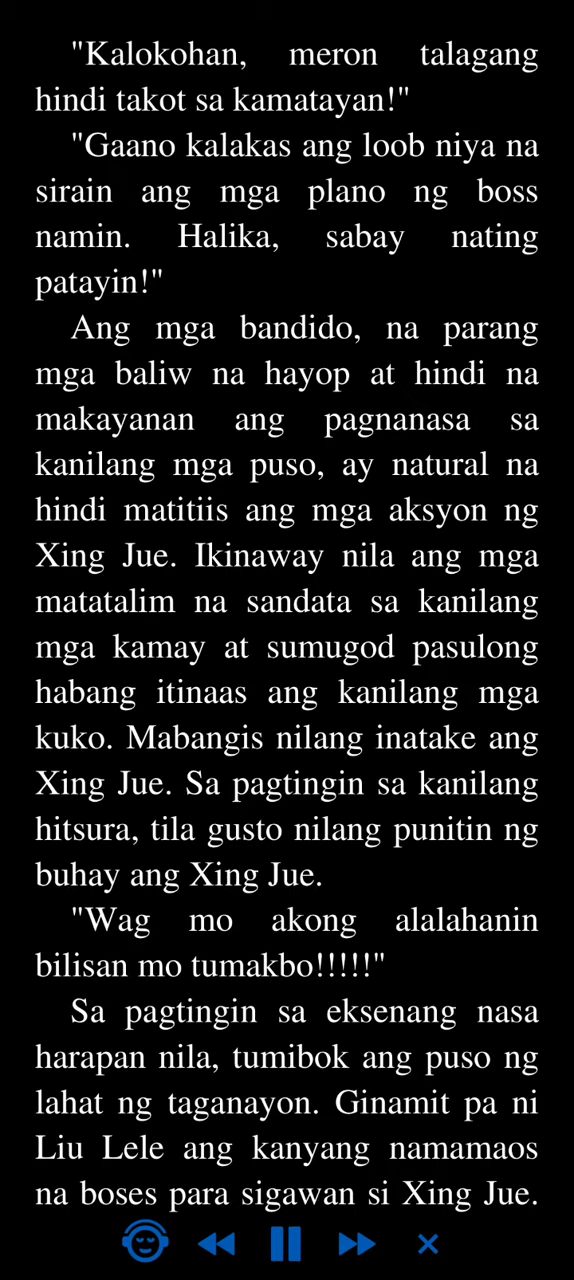 "Kalokohan, meron talagang
hindi takot sa kamatayan!"
"Gaano kalakas ang loob niya na
sirain ang mga plano ng boss
namin. Halika, sabay nating
patayin!"
Ang mga bandido, na parang
mga baliw na hayop at hindi na
makayanan ang pagnanasa sa
kanilang mga puso, ay natural na
hindi matitiis ang mga aksyon ng
Xing Jue. Ikinaway nila ang mga
matatalim na sandata sa kanilang
mga kamay at sumugod pasulong
habang itinaas ang kanilang mga
kuko. Mabangis nilang inatake ang
Xing Jue. Sa pagtingin sa kanilang
hitsura, tila gusto nilang punitin ng
buhay ang Xing Jue.
"Wag mo akong alalahanin
bilisan mo tumakbo!!!!!"
Sa pagtingin sa eksenang nasa
harapan nila, tumibok ang puso ng
lahat ng taganayon. Ginamit pa ni
Liu Lele ang kanyang namamaos
na boses para sigawan si Xing Jue.